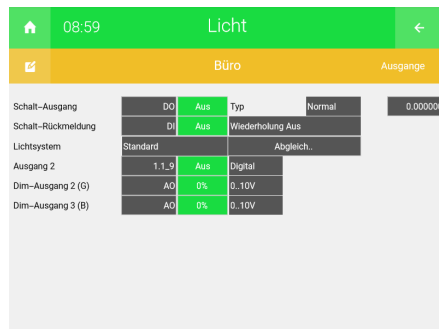 08:59 Licht
Büro Ausgange
Schalt-Ausgang DO Aus Typ Normal 0.00000
Schalt-Rückmeldung DI Aus Wiederholung Aus
Lichtsystem Standard Abgleich..
Ausgang 2 1.1_9 Aus Digital
Dim-Ausgang 2 (G) AO 0% 0..10V
Dim-Ausgang 3 (B) AO 0% 0..10V